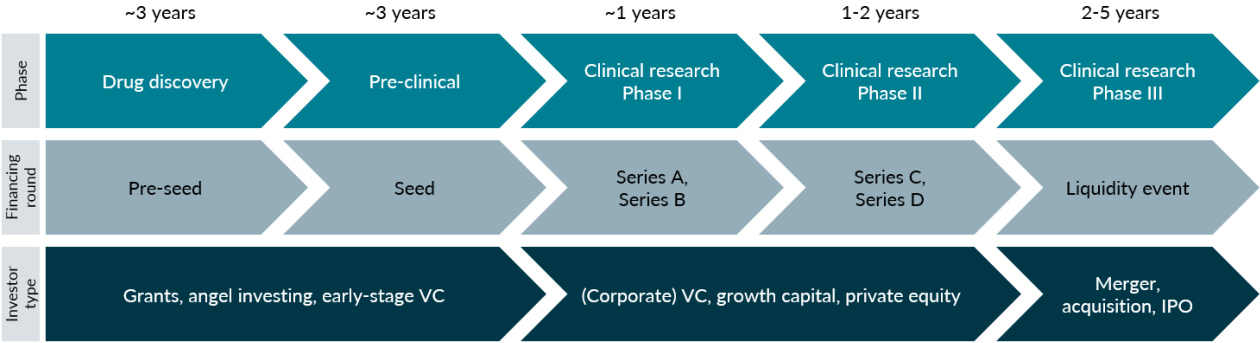 ~3 years
~3 years
~1 years
1-2 years
2-5 years
Phase
Drug discovery
Pre-clinical
Clinical research
Phase I
Clinical research
Phase II
Clinical research
Phase III
Financing
round
Pre-seed
Seed
Series A,
Series B
Series C,
Series D
Liquidity event
Investor
type
Grants, angel investing, early-stage VC
(Corporate) VC, growth capital, private equity
Merger,
acquisition, IPO